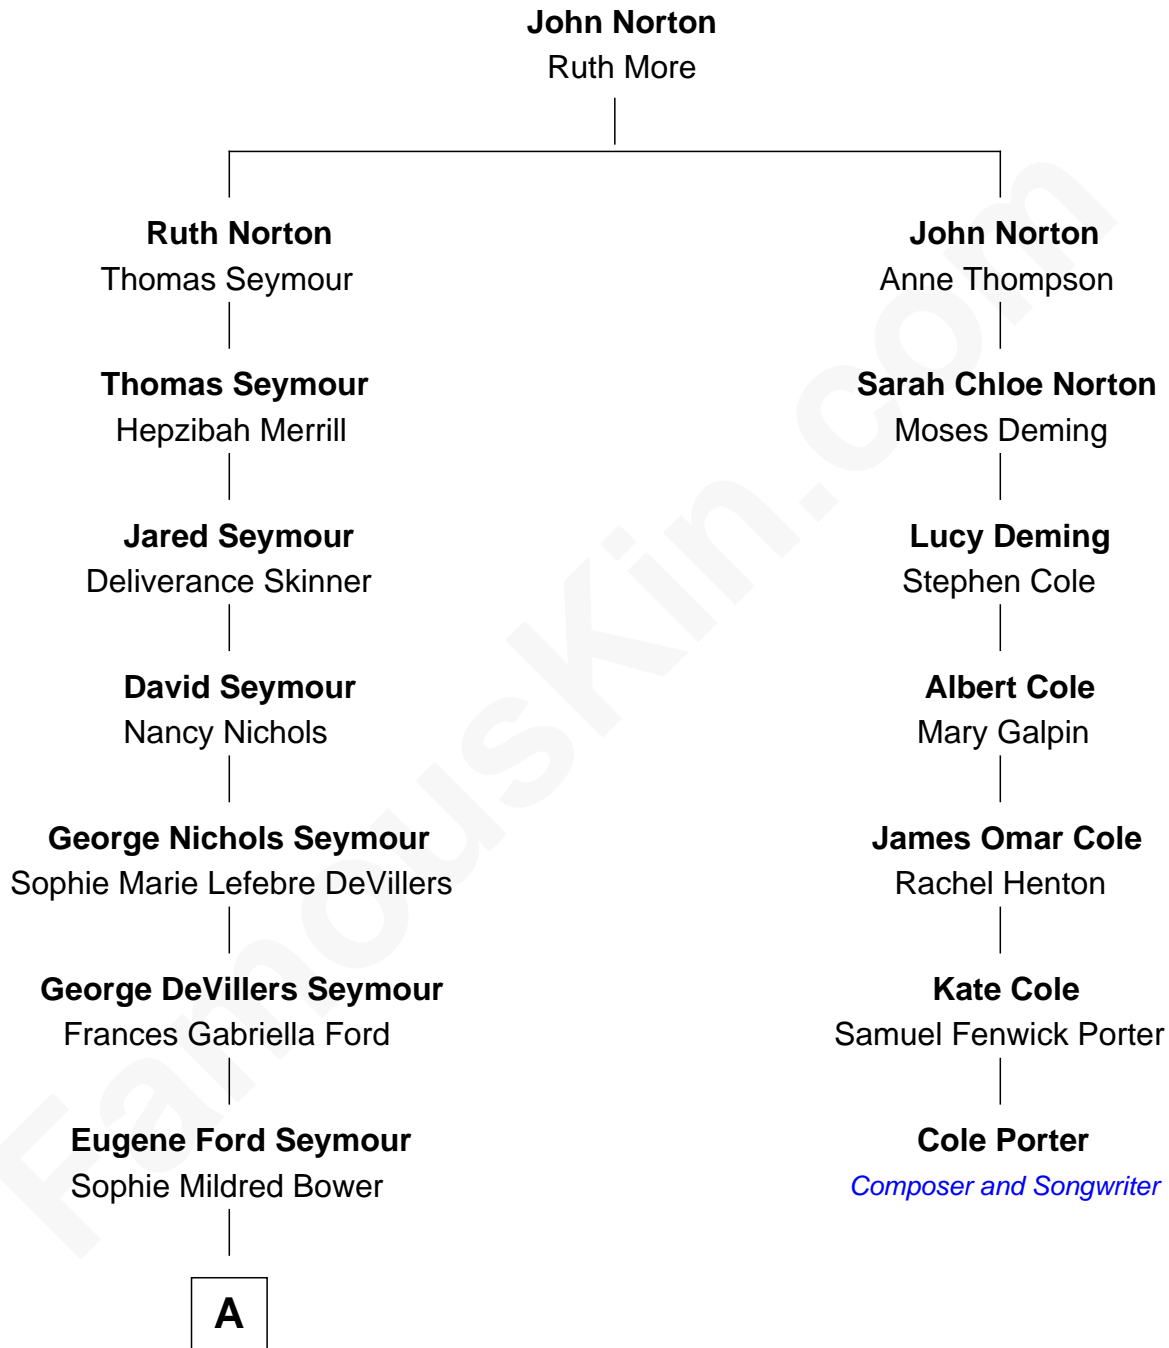 John Norton
Ruth More
Ruth Norton
Thomas Seymour
John Norton
Anne Thompson
Thomas Seymour
Hepzibah Merrill
Sarah Chloe Norton
Moses Deming
Jared Seymour
Deliverance Skinner
Lucy Deming
Stephen Cole
David Seymour
Nancy Nichols
Albert Cole
Mary Galpin
George Nichols Seymour
Sophie Marie Lefebre DeVillers
James Omar Cole
Rachel Henton
George DeVillers Seymour
Frances Gabriella Ford
Kate Cole
Samuel Fenwick Porter
Eugene Ford Seymour
Sophie Mildred Bower
Cole Porter
Composer and Songwriter
A
FamousKin.com